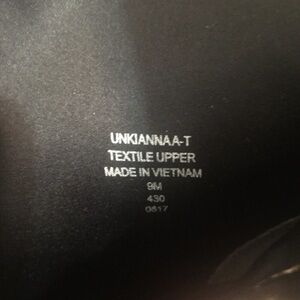 UNKIANNAA-T
TEXTILE UPPER
MADE IN VIETNAM
9M
430
0617